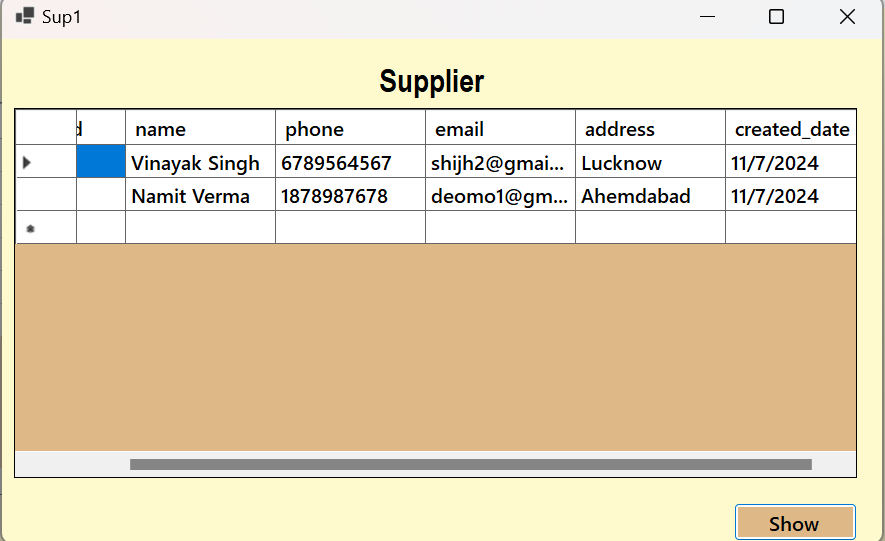 Sup1
Supplier
d name phone email address created_date
Vinayak Singh 6789564567 shijh2@gmai... Lucknow 11/7/2024
Namit Verma 1878987678 deomo1@gm... Ahemdabad 11/7/2024
Show